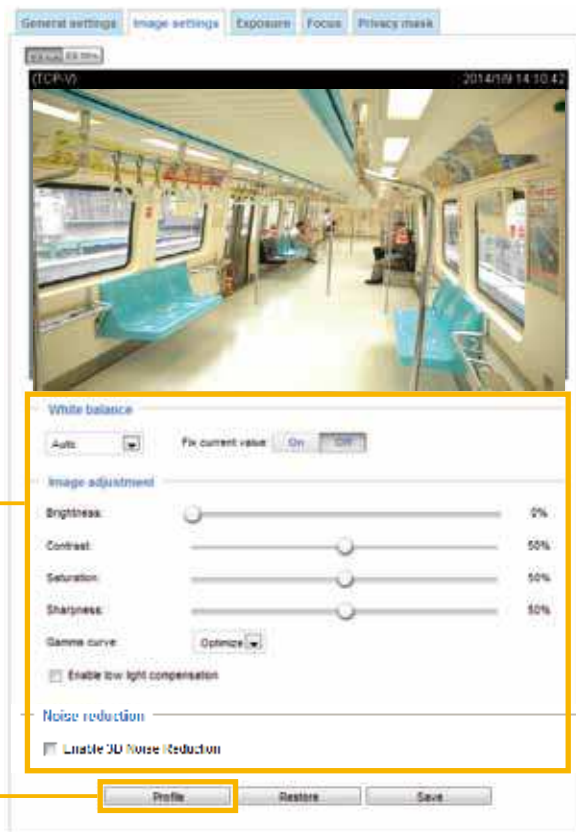 General settings Image settings Exposure Focus Privacy mask
(TCP-V) 2014/1/9 14:10:42
White balance
Auto Fix current value On Off
Image adjustment
Brightness: 0%
Contrast: 50%
Saturation: 50%
Sharpness: 50%
Gamma curve: Optimize
Enable low light compensation
Noise reduction
Enable 3D Noise Reduction
Profile Restore Save